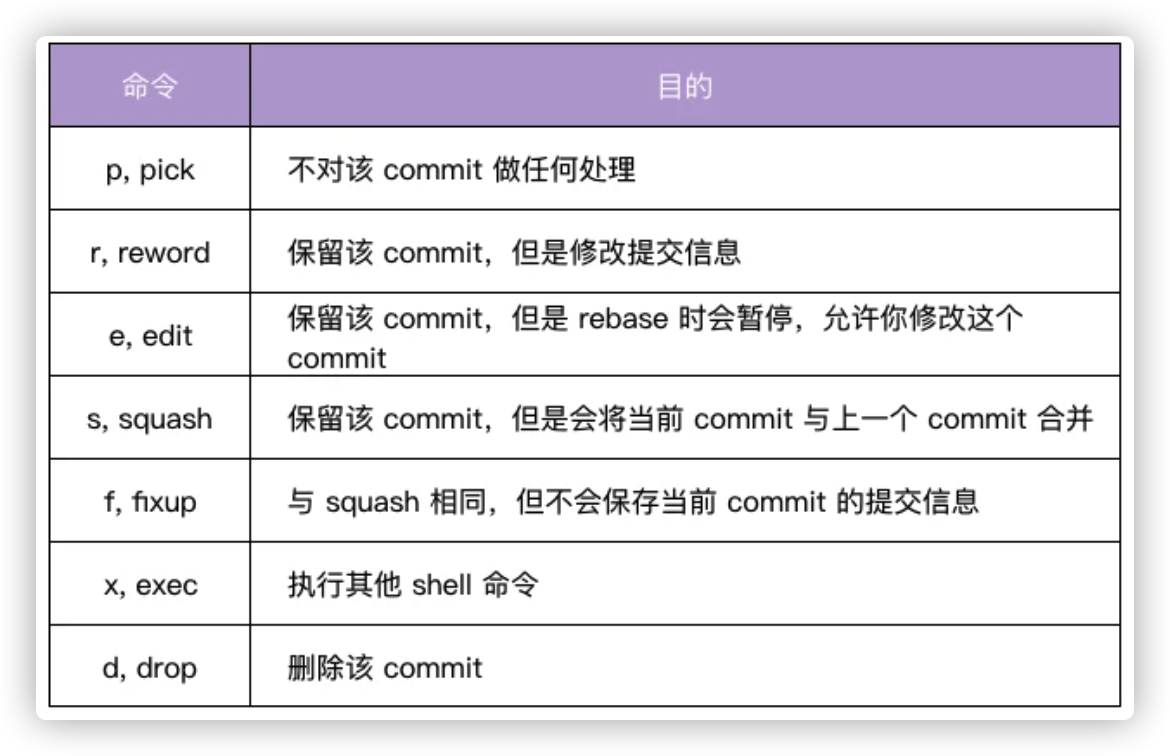 命令
目的
p, pick
不对该 commit 做任何处理
r, reword
保留该 commit，但是修改提交信息
e, edit
保留该 commit，但是 rebase 时会暂停，允许你修改这个
commit
s, squash
保留该 commit，但是会将当前 commit 与上一个 commit 合并
f, fixup
与 squash 相同，但不会保存当前 commit 的提交信息
x, exec
执行其他 shell 命令
d, drop
删除该 commit